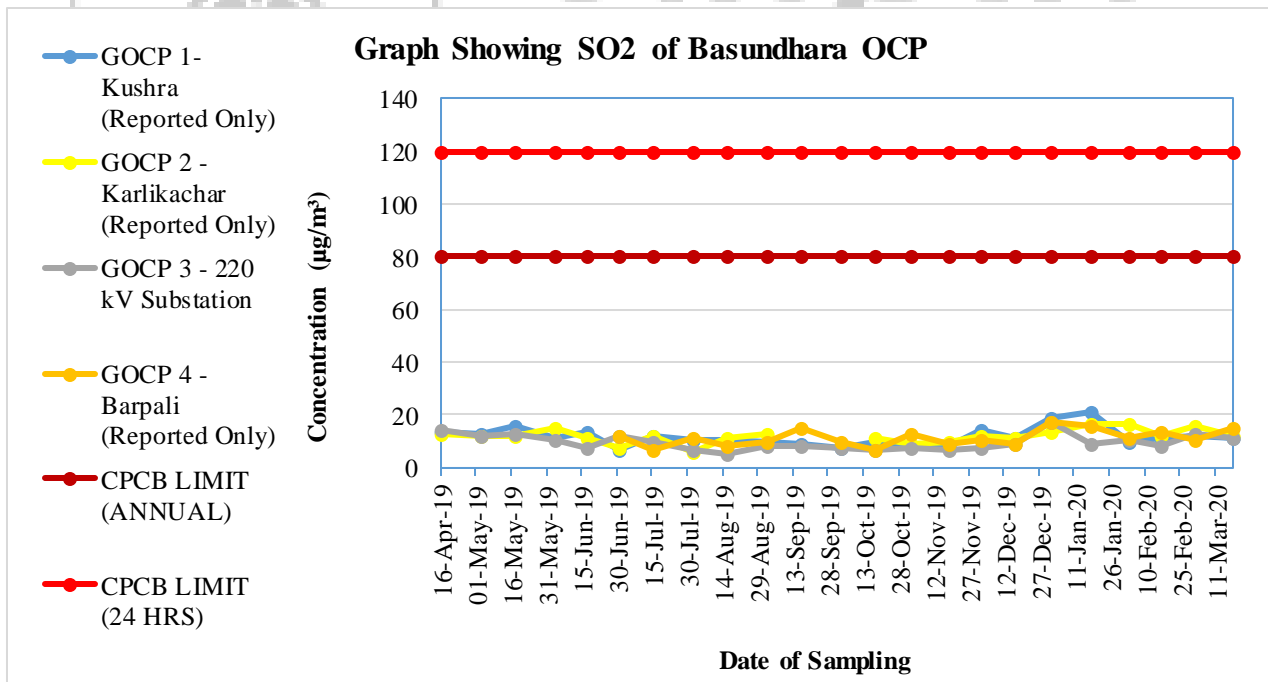 Graph Showing SO2 of Basundhara OCP
GOCP 1-
Kushra
(Reported Only)
GOCP 2 -
Karlikachar
(Reported Only)
GOCP 3 - 220
kV Substation
GOCP 4 -
Barpali
(Reported Only)
CPCB LIMIT
(ANNUAL)
CPCB LIMIT
(24 HRS)
Concentration (µg/m³)
140
120
100
80
60
40
20
0
16-Apr-19
01-May-19
16-May-19
31-May-19
15-Jun-19
30-Jun-19
15-Jul-19
30-Jul-19
14-Aug-19
29-Aug-19
13-Sep-19
28-Sep-19
13-Oct-19
28-Oct-19
12-Nov-19
27-Nov-19
12-Dec-19
27-Dec-19
11-Jan-20
26-Jan-20
10-Feb-20
25-Feb-20
11-Mar-20
Date of Sampling